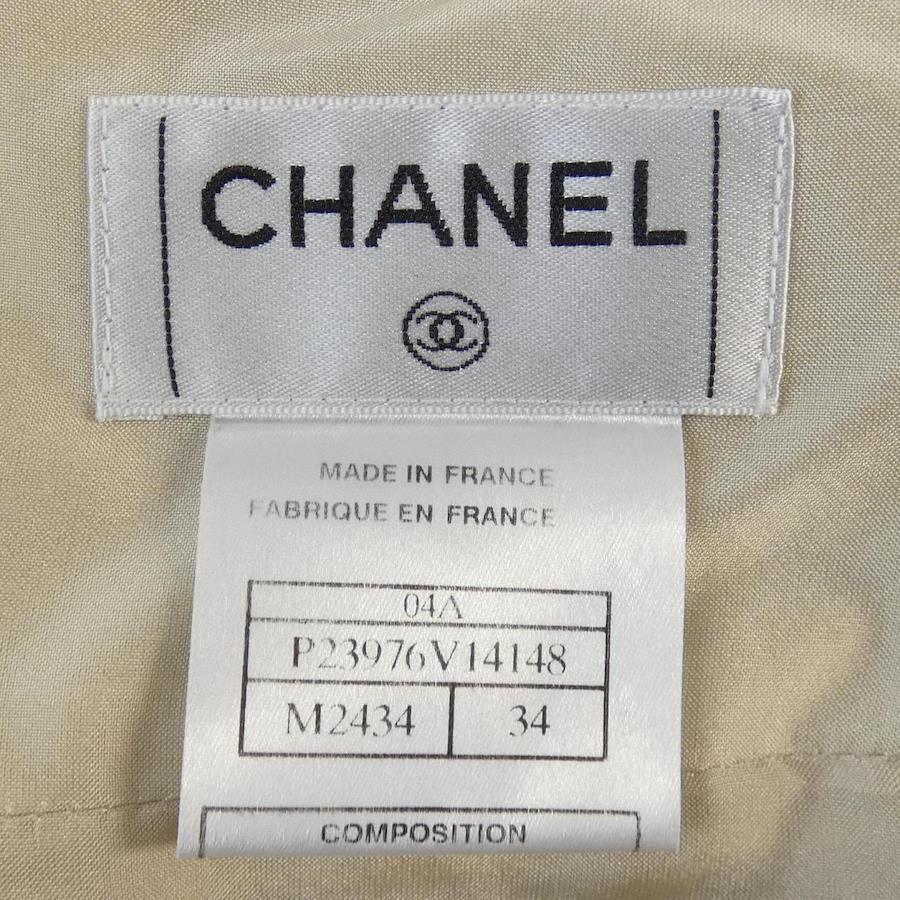 CHANEL
MADE IN FRANCE
FABRIQUE EN FRANCE
04A
P23976V14148
M2434 34
COMPOSITION